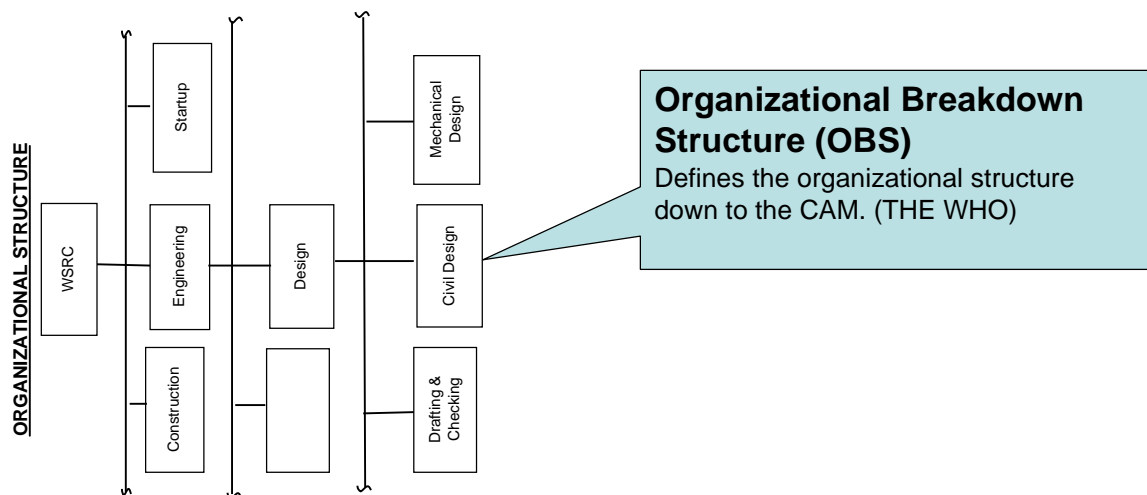 ORGANIZATIONAL STRUCTURE
WSRC
Startup
Engineering
Construction
Design
Mechanical
Design
Civil Design
Drafting &
Checking
Organizational Breakdown
Structure (OBS)
Defines the organizational structure
down to the CAM. (THE WHO)